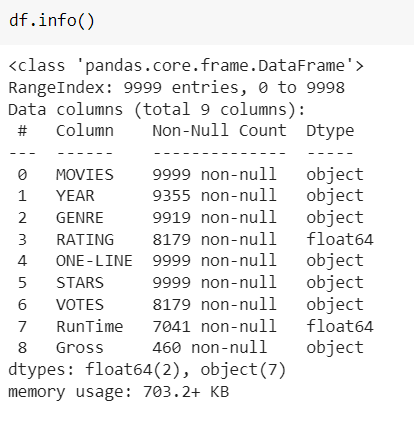 df.info()
<class 'pandas.core.frame.DataFrame'>
RangeIndex: 9999 entries, 0 to 9998
Data columns (total 9 columns):
 #   Column    Non-Null Count  Dtype
---  ------    --------------  -----
 0   MOVIES    9999 non-null   object
 1   YEAR      9355 non-null   object
 2   GENRE     9919 non-null   object
 3   RATING    8179 non-null   float64
 4   ONE-LINE  9999 non-null   object
 5   STARS     9999 non-null   object
 6   VOTES     8179 non-null   object
 7   RunTime   7041 non-null   float64
 8   Gross     460 non-null    object
dtypes: float64(2), object(7)
memory usage: 703.2+ KB